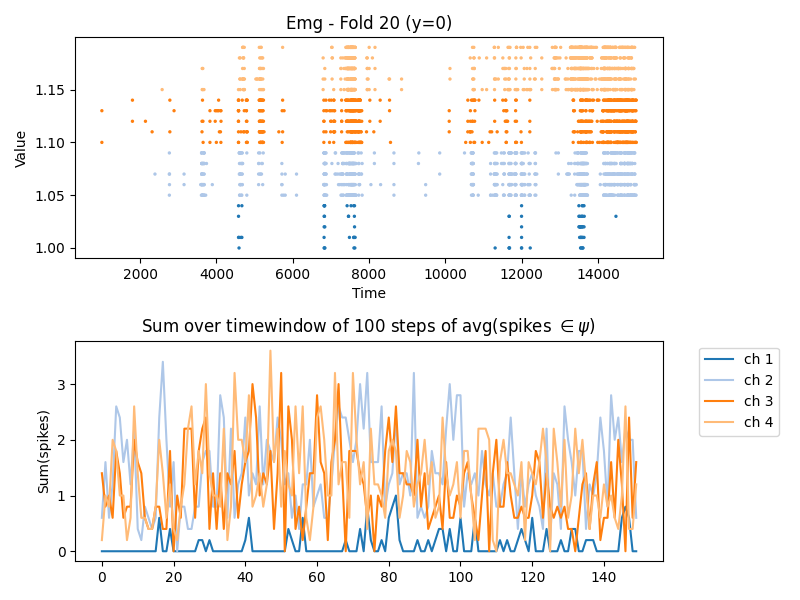 Emg - Fold 20 (y=0)
Value
1.15
1.10
1.05
1.00
2000 4000 6000 8000 10000 12000 14000
Time
Sum over timewindow of 100 steps of avg(spikes ∈ψ)
Sum(spikes)
3
2
1
0
0 20 40 60 80 100 120 140
ch 1
ch 2
ch 3
ch 4